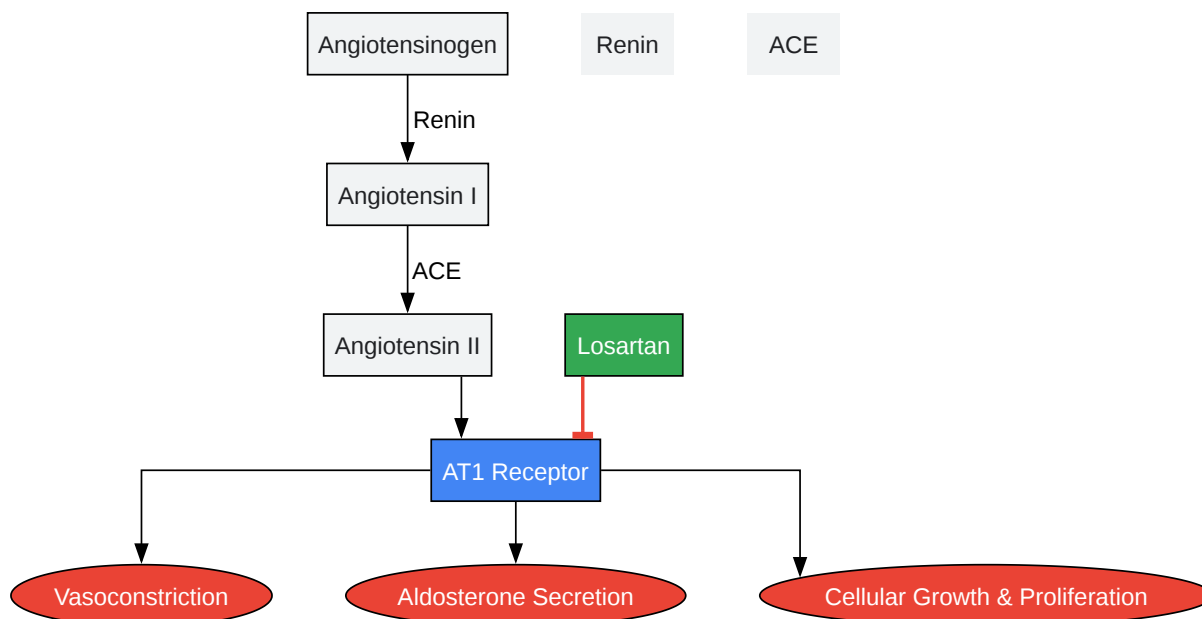 Angiotensinogen
Renin
ACE
Renin
Angiotensin I
ACE
Angiotensin II
Losartan
AT1 Receptor
Vasoconstriction
Aldosterone Secretion
Cellular Growth & Proliferation